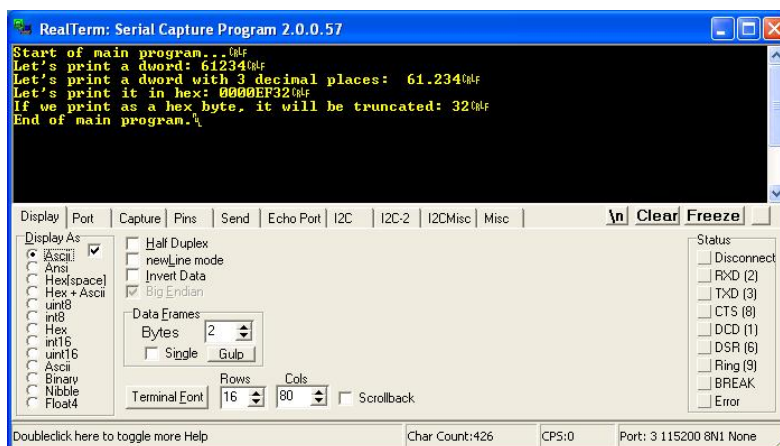 RealTerm: Serial Capture Program 2.0.0.57
Start of main program...CRLF
Let's print a dword: 61234CRLF
Let's print a dword with 3 decimal places:  61.234CRLF
Let's print it in hex: 0000EF32CRLF
If we print as a hex byte, it will be truncated: 32CRLF
End of main program.
Display Port Capture Pins Send Echo Port I2C I2C-2 I2CMisc Misc \n Clear Freeze
Display As
Ascii
Ansi
Hex[space]
Hex + Ascii
uint8
int8
Hex
int16
uint16
Ascii
Binary
Nibble
Float4
Half Duplex
newLine mode
Invert Data
Big Endian
Data Frames
Bytes 2
Single Gulp
Rows Cols
Terminal Font 16 80 Scrollback
Status
Disconnect
RXD (2)
TXD (3)
CTS (8)
DCD (1)
DSR (6)
Ring (9)
BREAK
Error
Doubleclick here to toggle more Help Char Count:426 CPS:0 Port: 3 115200 8N1 None